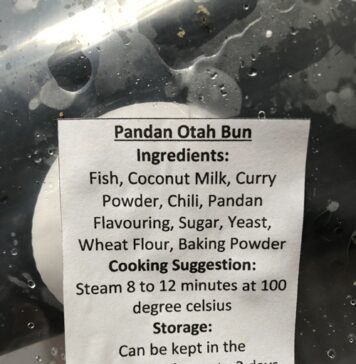 Pandan Otah Bun
Ingredients:
Fish, Coconut Milk, Curry
Powder, Chili, Pandan
Flavouring, Sugar, Yeast,
Wheat Flour, Baking Powder
Cooking Suggestion:
Steam 8 to 12 minutes at 100
degree celsius
Storage:
Can be kept in the